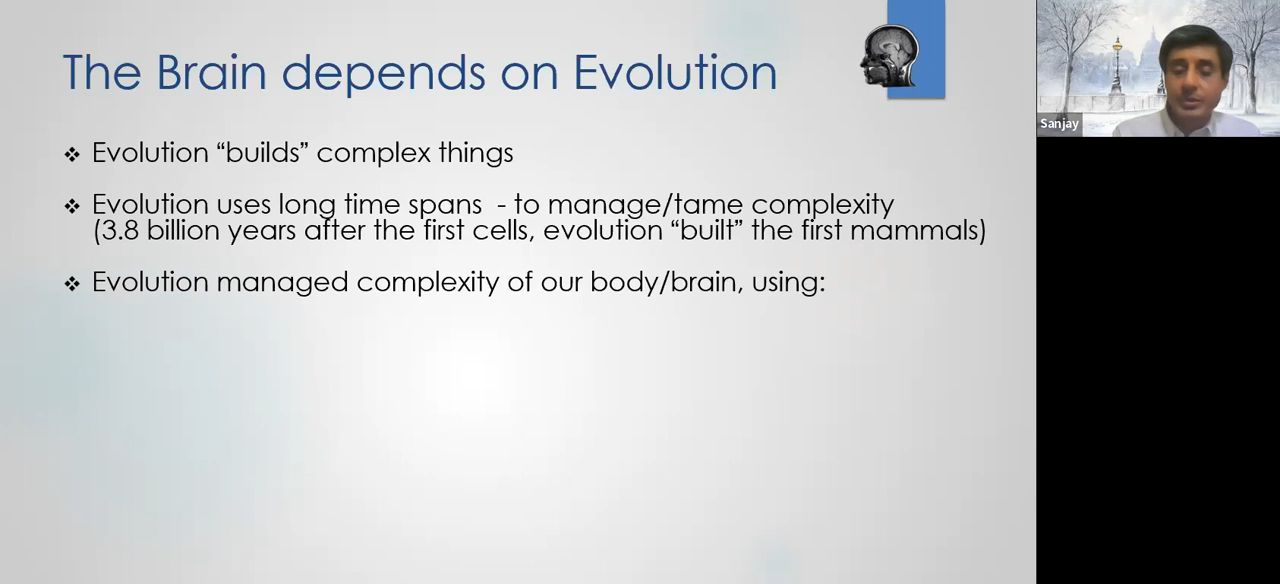 The Brain depends on Evolution
Evolution “builds” complex things
Evolution uses long time spans - to manage/tame complexity
(3.8 billion years after the first cells, evolution “built” the first mammals)
Evolution managed complexity of our body/brain, using:
Sanjay